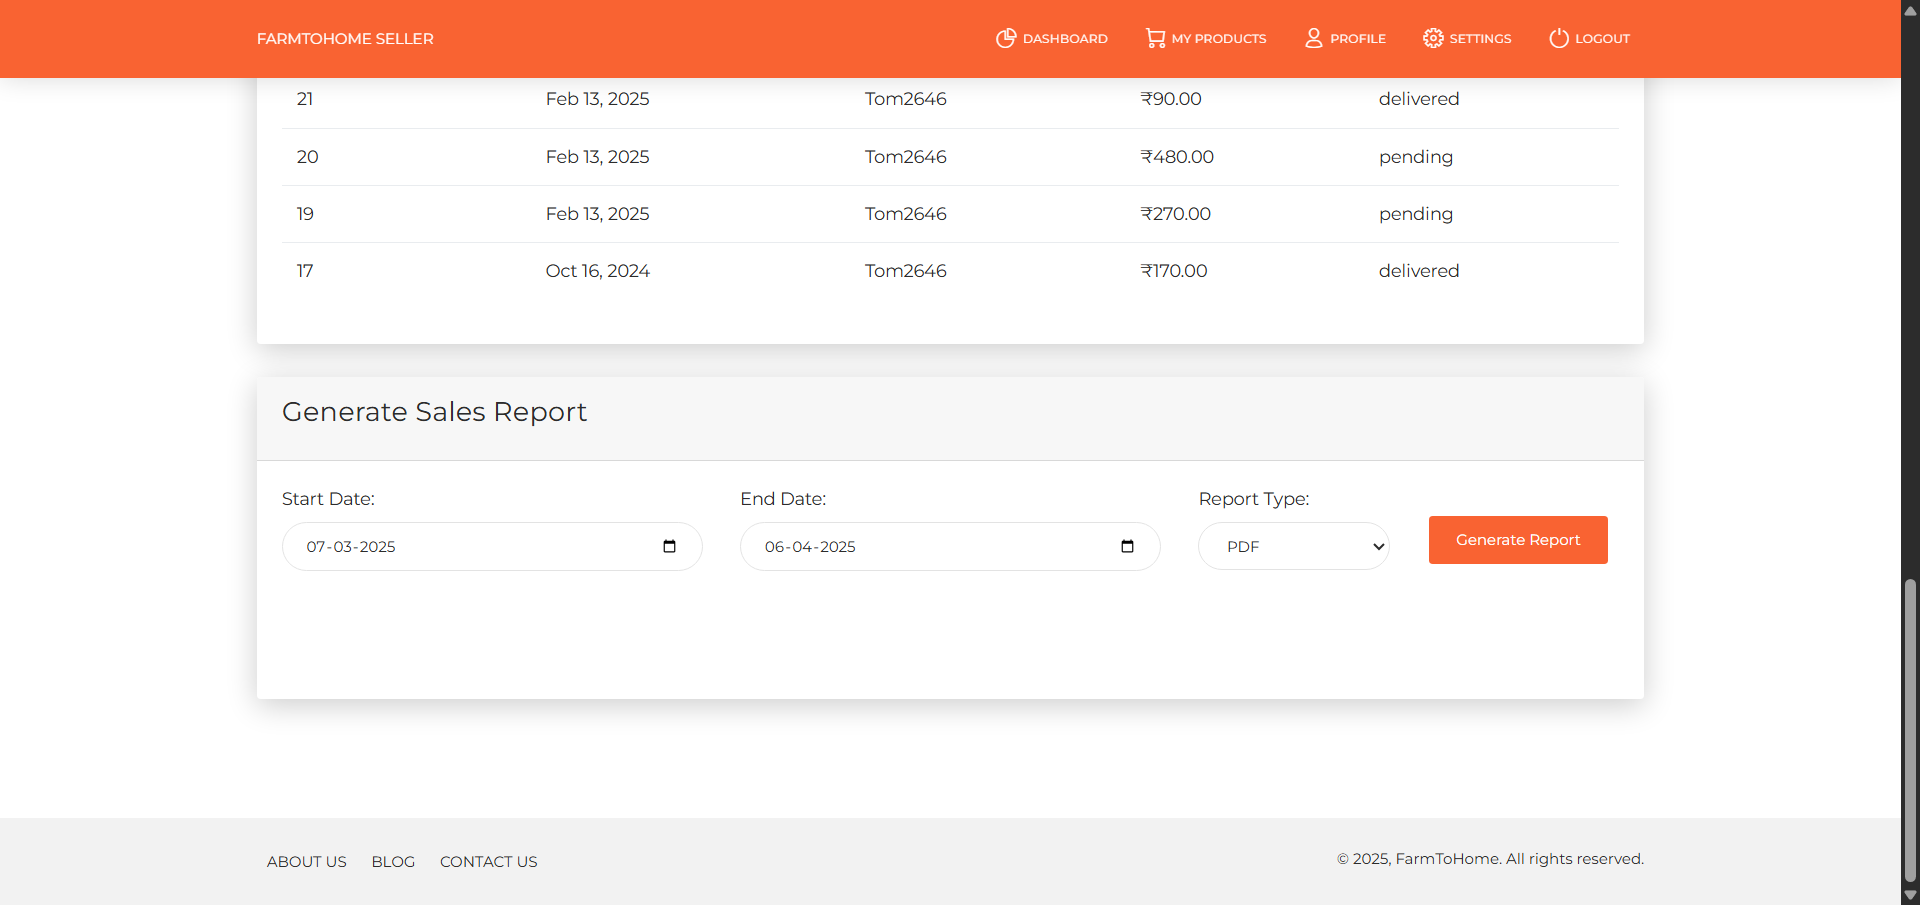 FARMTOHOME SELLER DASHBOARD MY PRODUCTS PROFILE SETTINGS LOGOUT
21 Feb 13, 2025 Tom2646 ₹90.00 delivered
20 Feb 13, 2025 Tom2646 ₹480.00 pending
19 Feb 13, 2025 Tom2646 ₹270.00 pending
17 Oct 16, 2024 Tom2646 ₹170.00 delivered
Generate Sales Report
Start Date: End Date: Report Type:
07-03-2025 06-04-2025 PDF Generate Report
ABOUT US BLOG CONTACT US © 2025, FarmToHome. All rights reserved.